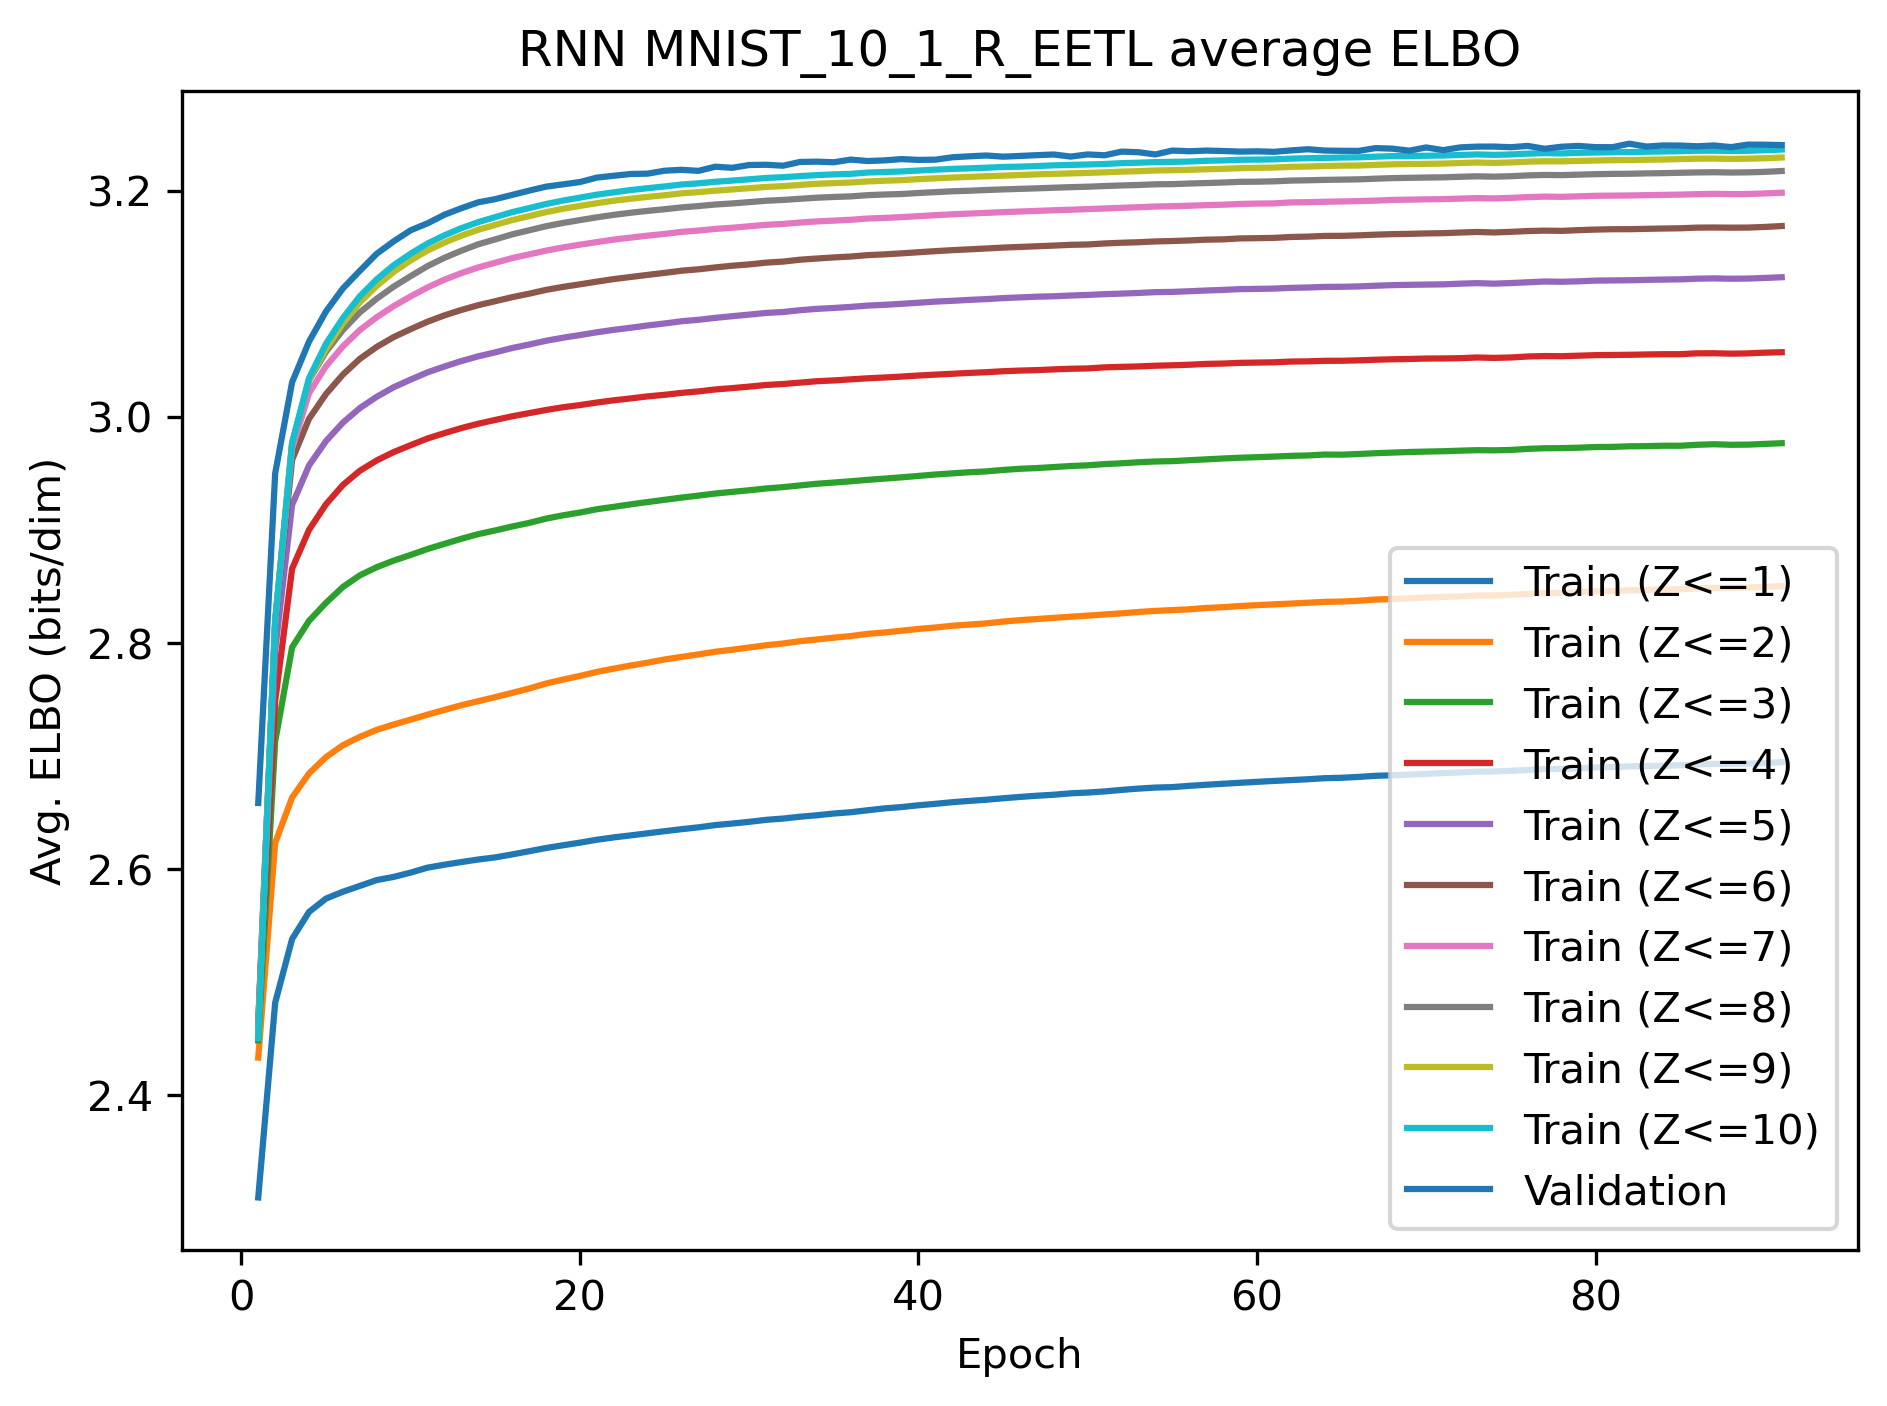 RNN MNIST_10_1_R_EETL average ELBO
Avg. ELBO (bits/dim)
3.2
3.0
2.8
2.6
2.4
Train (Z<=1)
Train (Z<=2)
Train (Z<=3)
Train (Z<=4)
Train (Z<=5)
Train (Z<=6)
Train (Z<=7)
Train (Z<=8)
Train (Z<=9)
Train (Z<=10)
Validation
0 20 40 60 80
Epoch